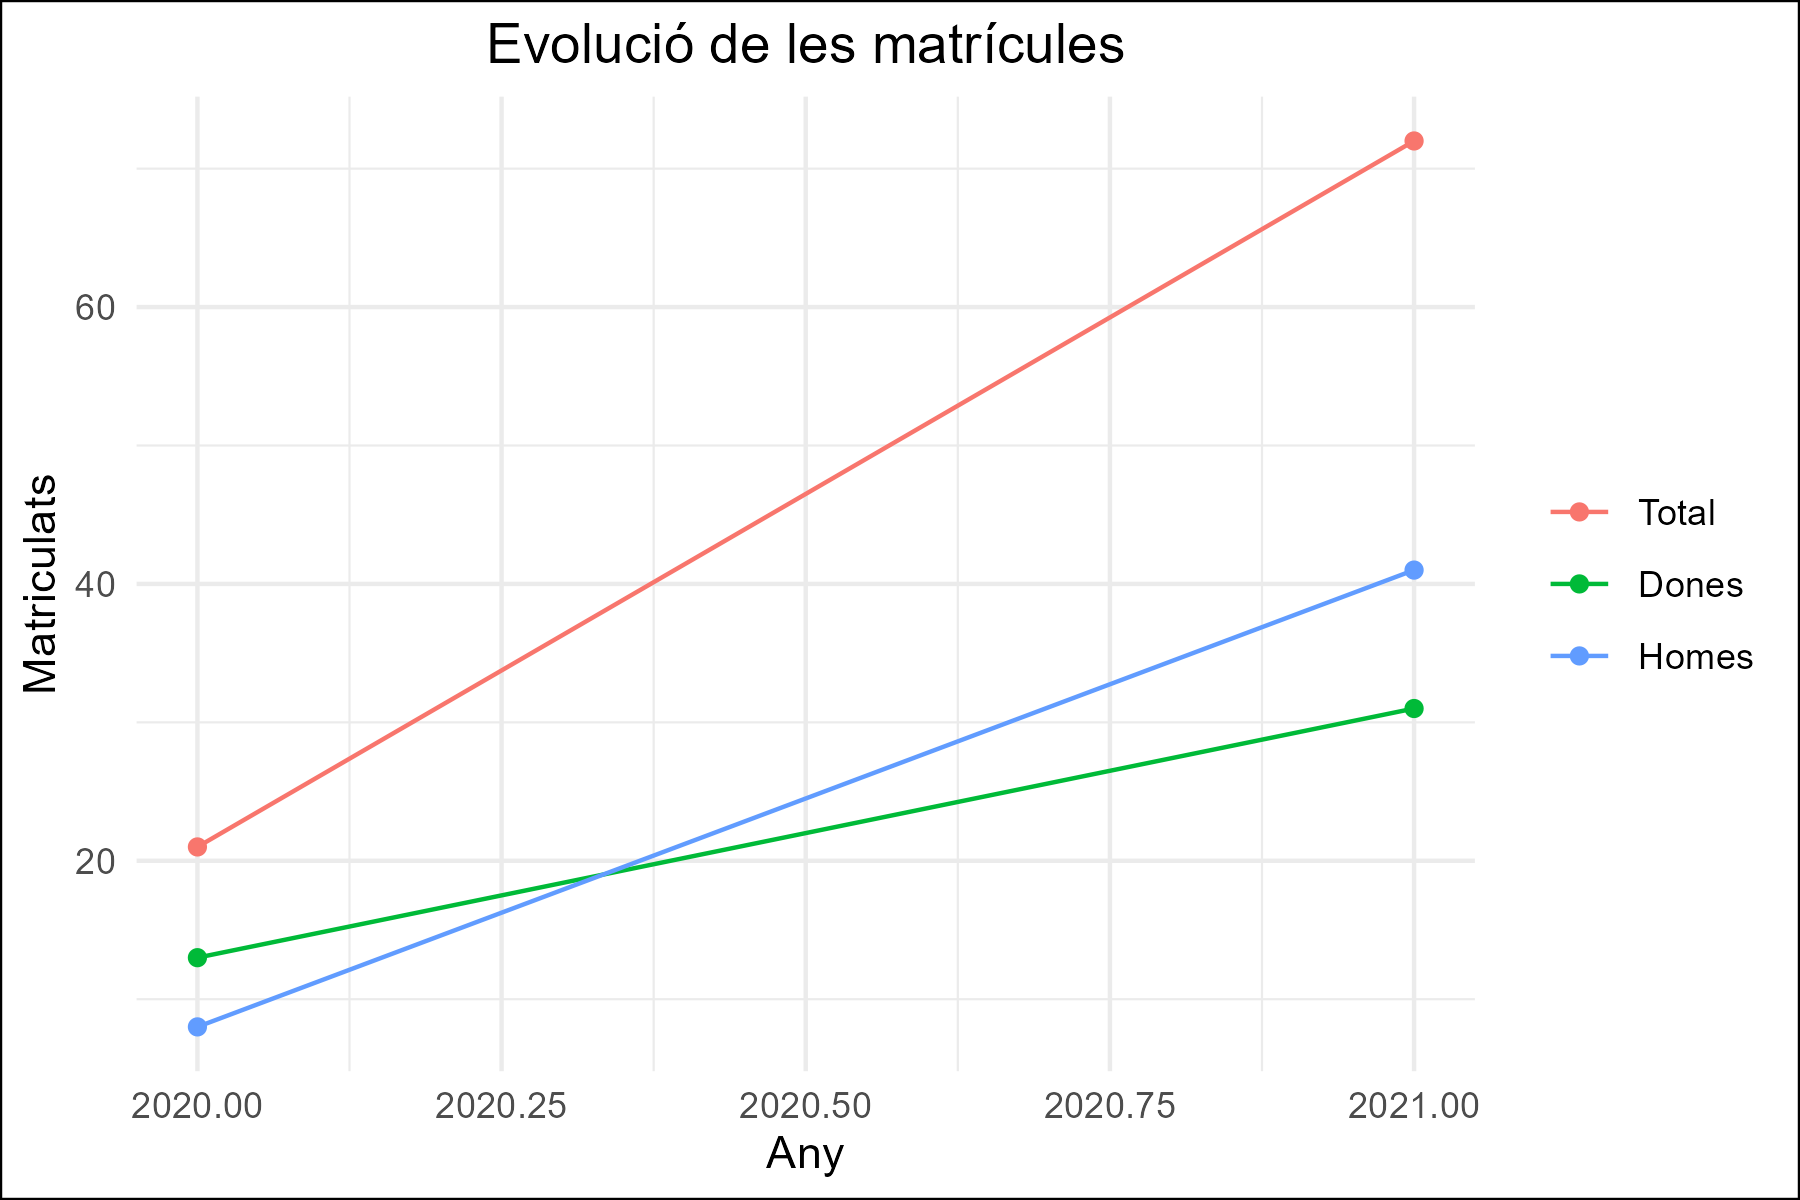 Evolució de les matrícules
Matriculats
60
40
20
2020.00
2020.25
2020.50
2020.75
2021.00
Any
Total
Dones
Homes